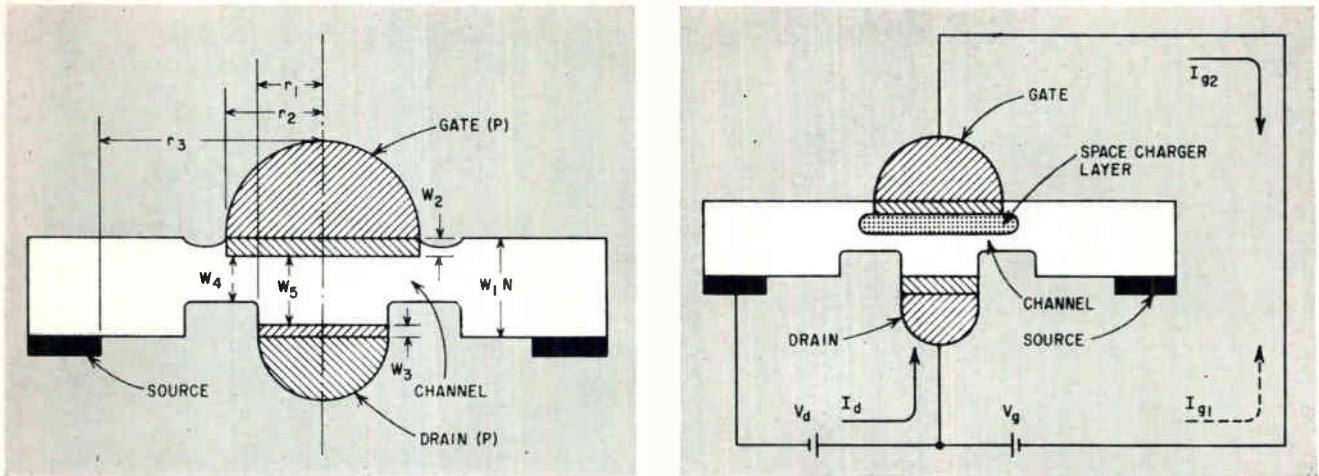 r1
r2
r3
GATE (P)
W2
W4
W5
W1 N
W3
SOURCE
CHANNEL
DRAIN (P)
Ig2
GATE
SPACE CHARGER
LAYER
CHANNEL
DRAIN
SOURCE
Vd
Id
Vg
Ig1